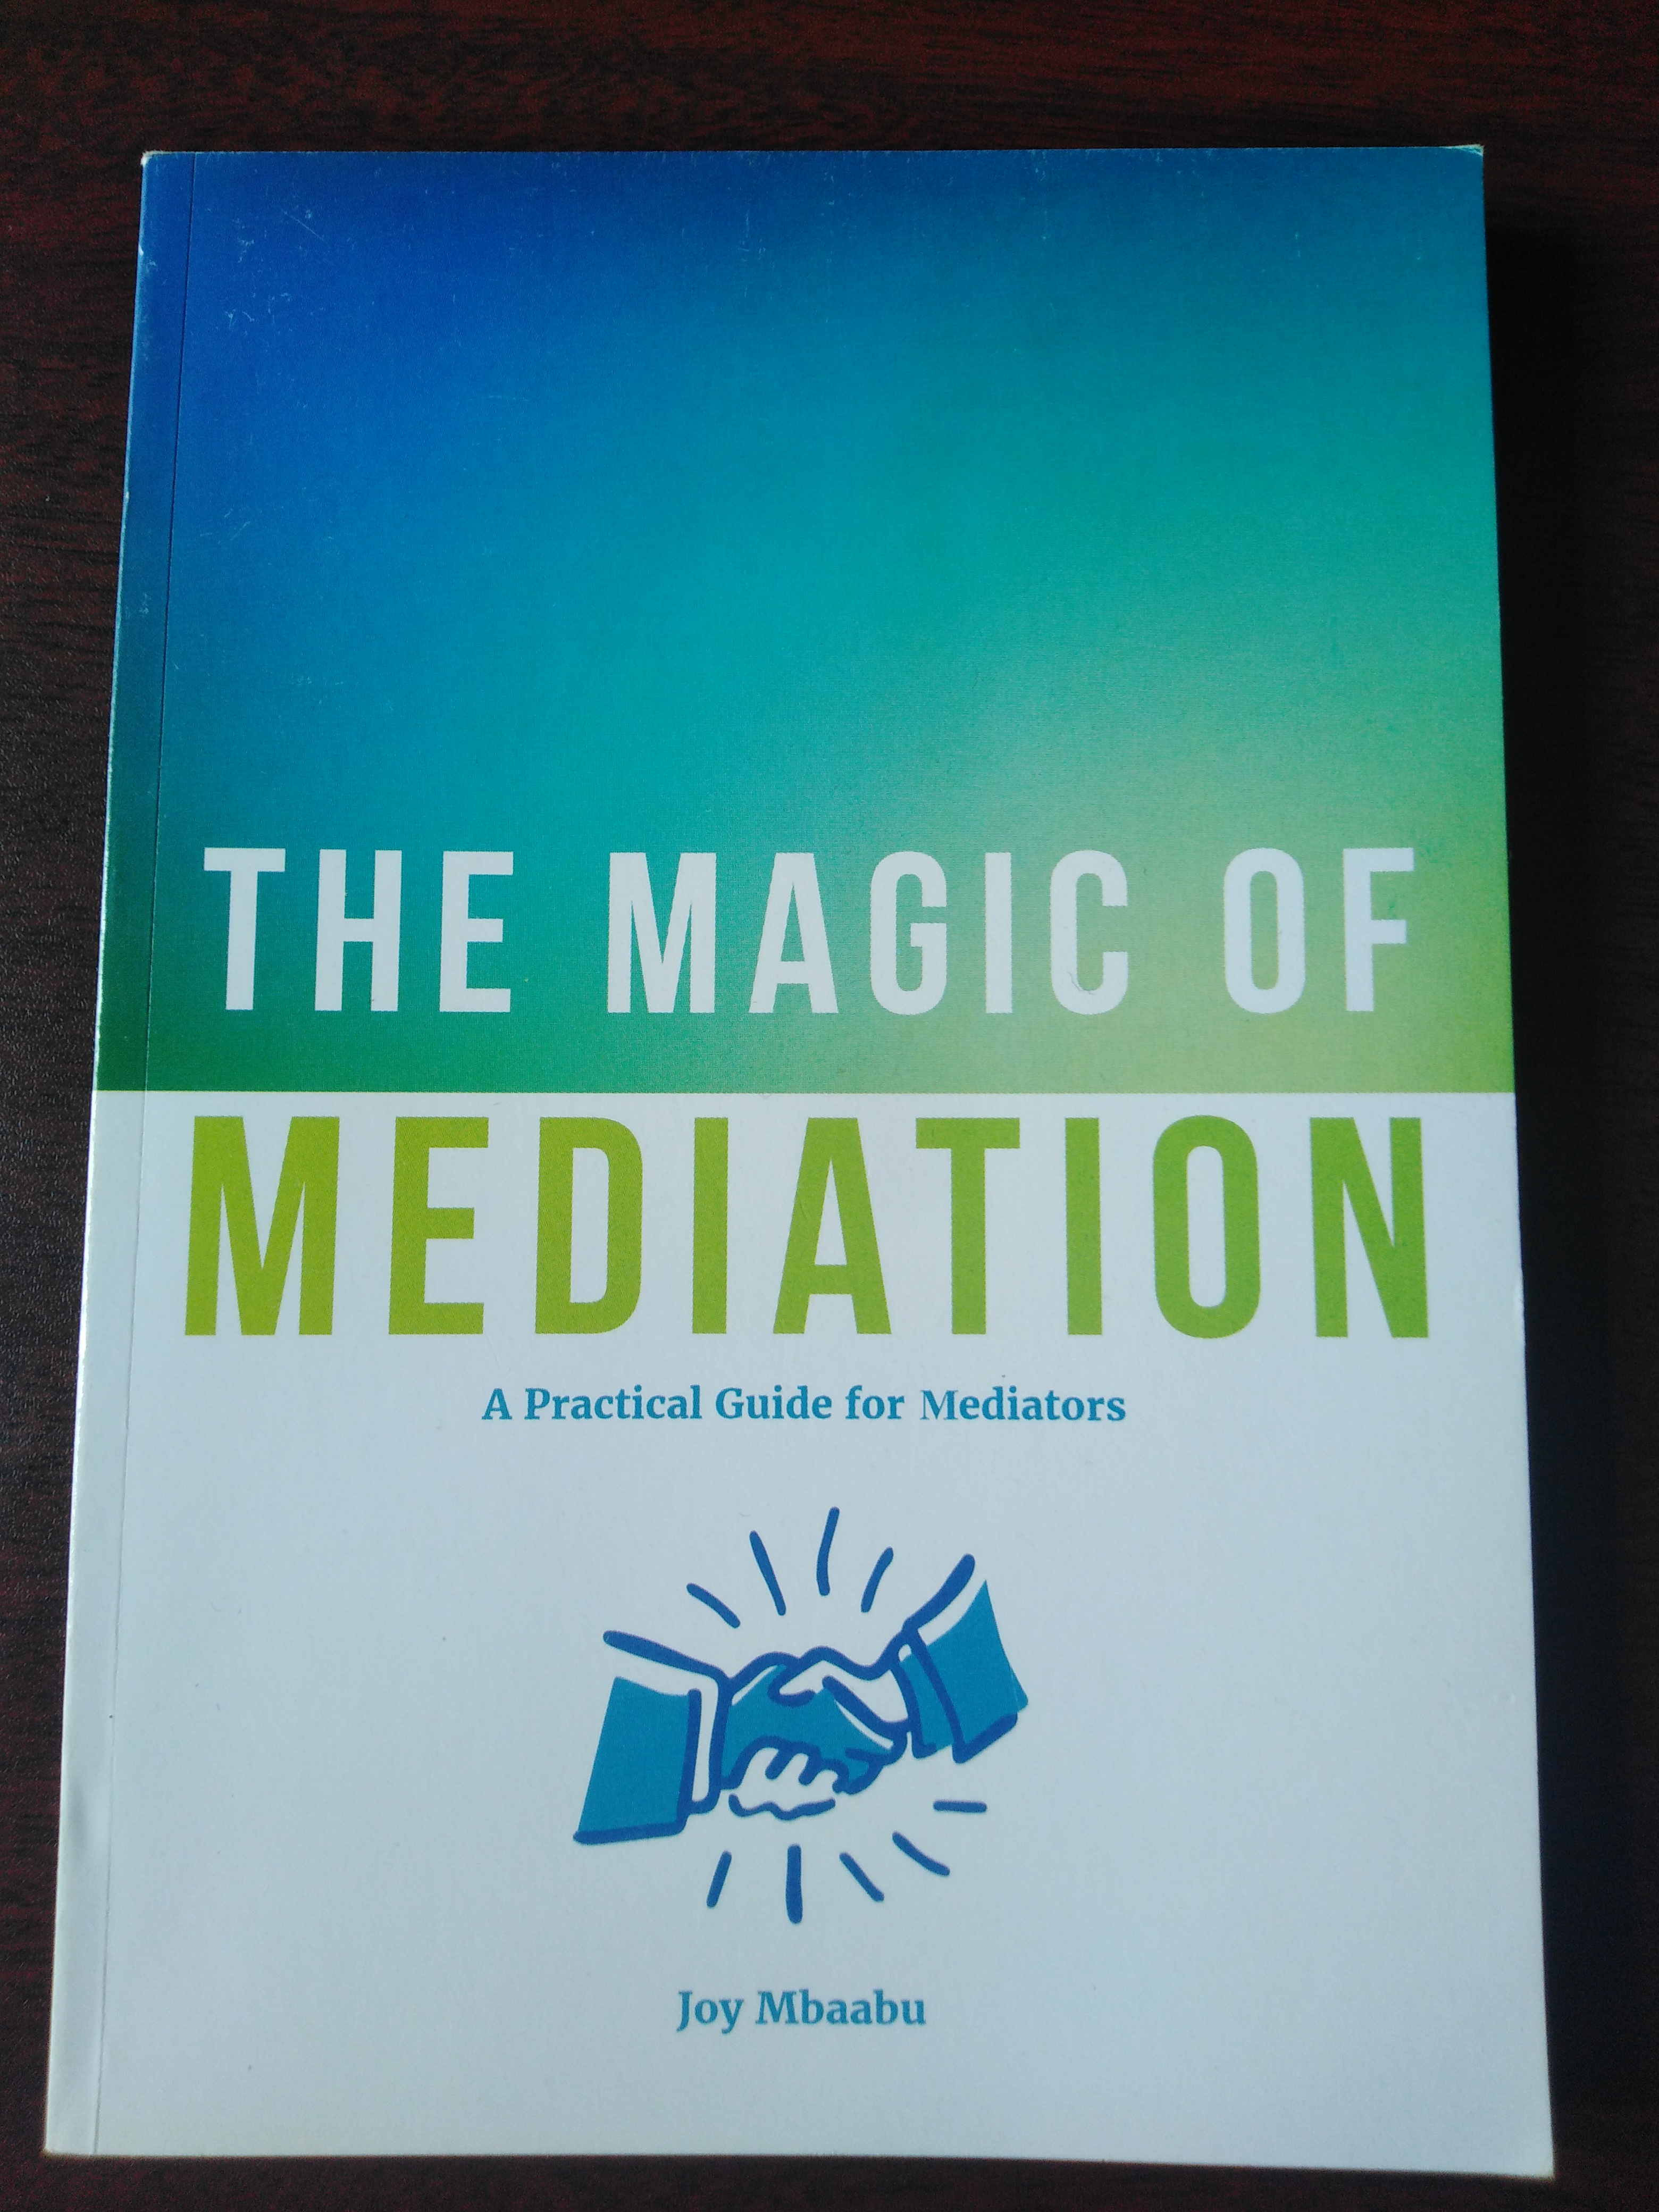 THE MAGIC OF
MEDIATION
A Practical Guide for Mediators
Joy Mbaabu